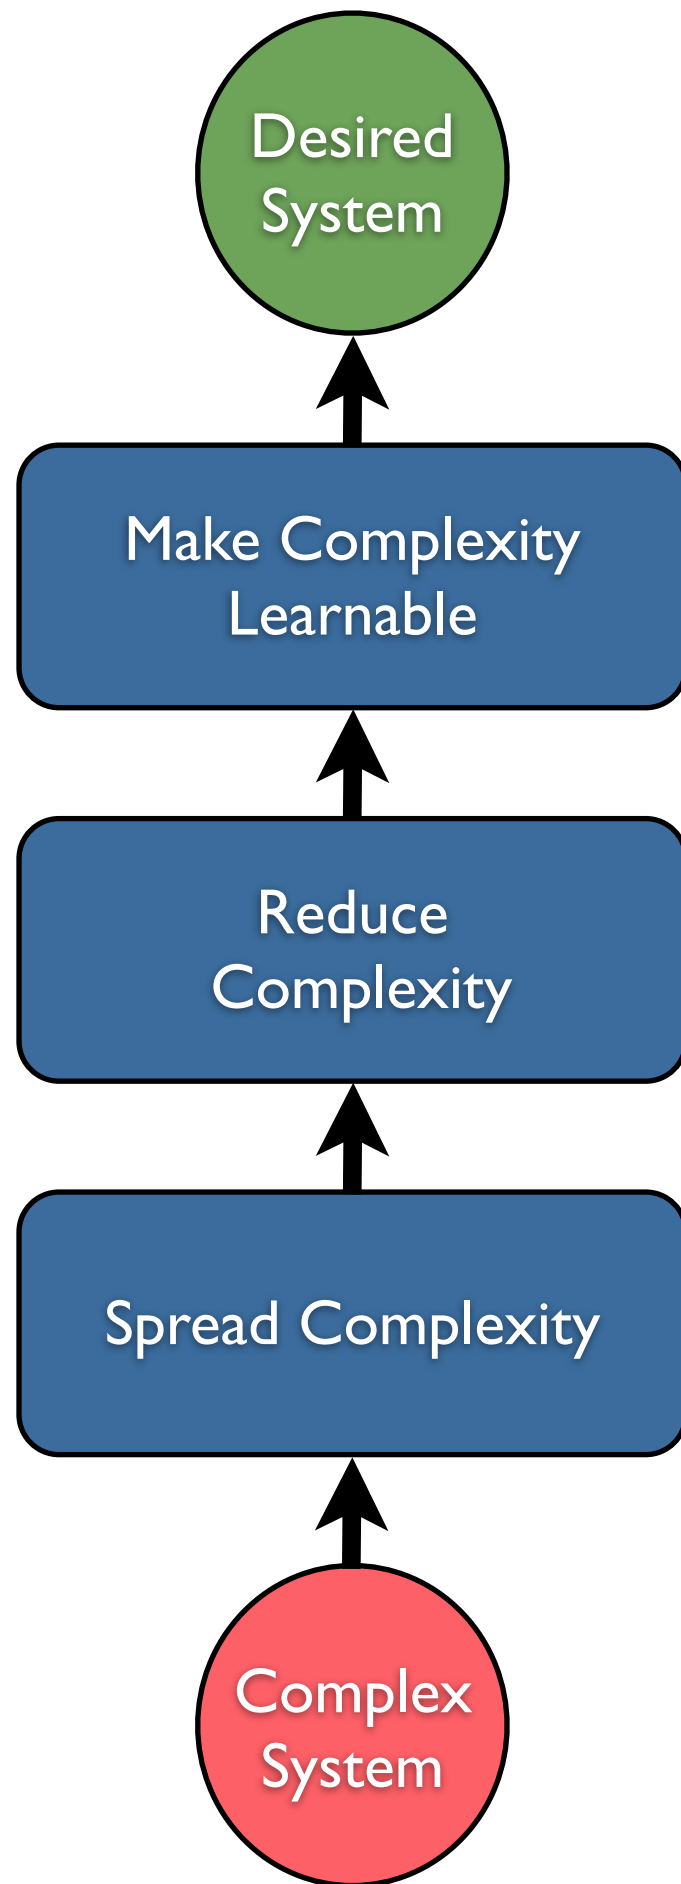 Desired
System
Make Complexity
Learnable
Reduce
Complexity
Spread Complexity
Complex
System